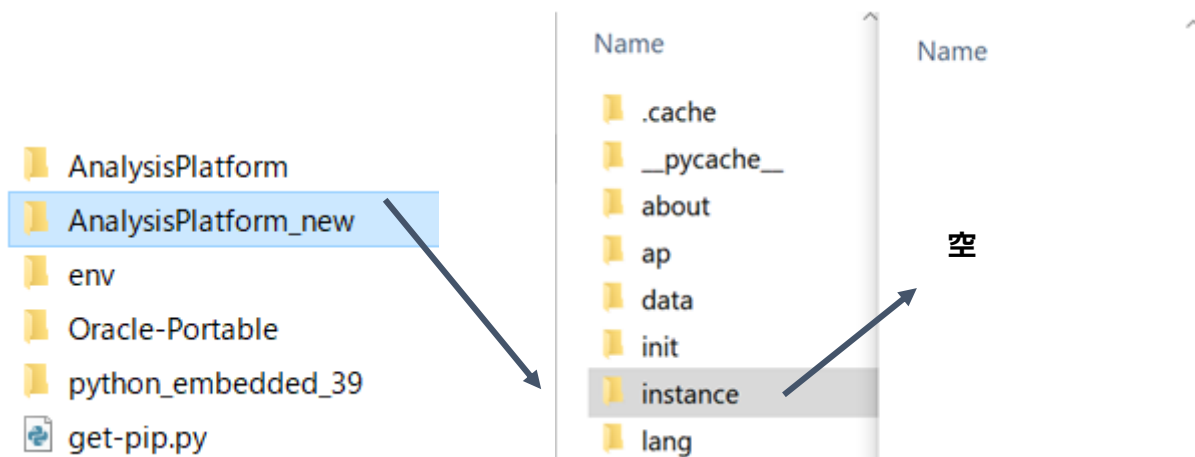 AnalysisPlatform
AnalysisPlatform_new
env
Oracle-Portable
python_embedded_39
get-pip.py
Name
.cache
__pycache__
about
ap
data
init
instance
lang
Name
空